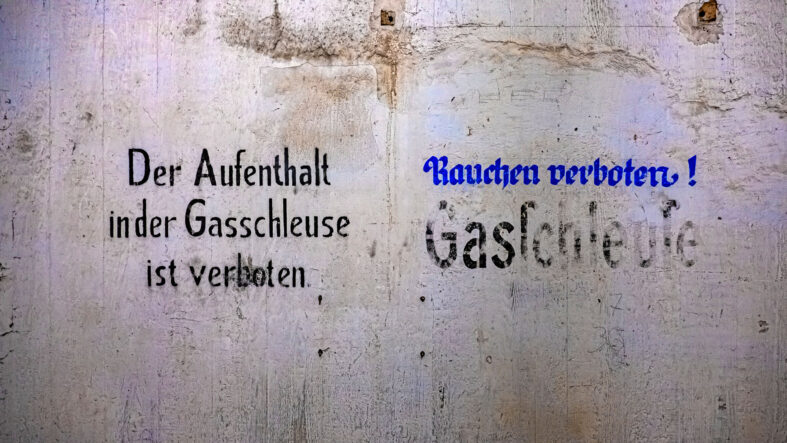 Der Aufenthalt
in der Gasschleuse
ist verboten
Rauchen verboten !
Gasſchleuſe